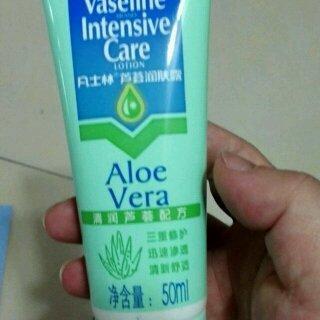 Vaseline
Intensive
Care
LOTION
凡士林 芦荟润肤露
Aloe
Vera
清润芦荟配方
三重修护
迅速渗透
清新舒适
净含量: 50ml